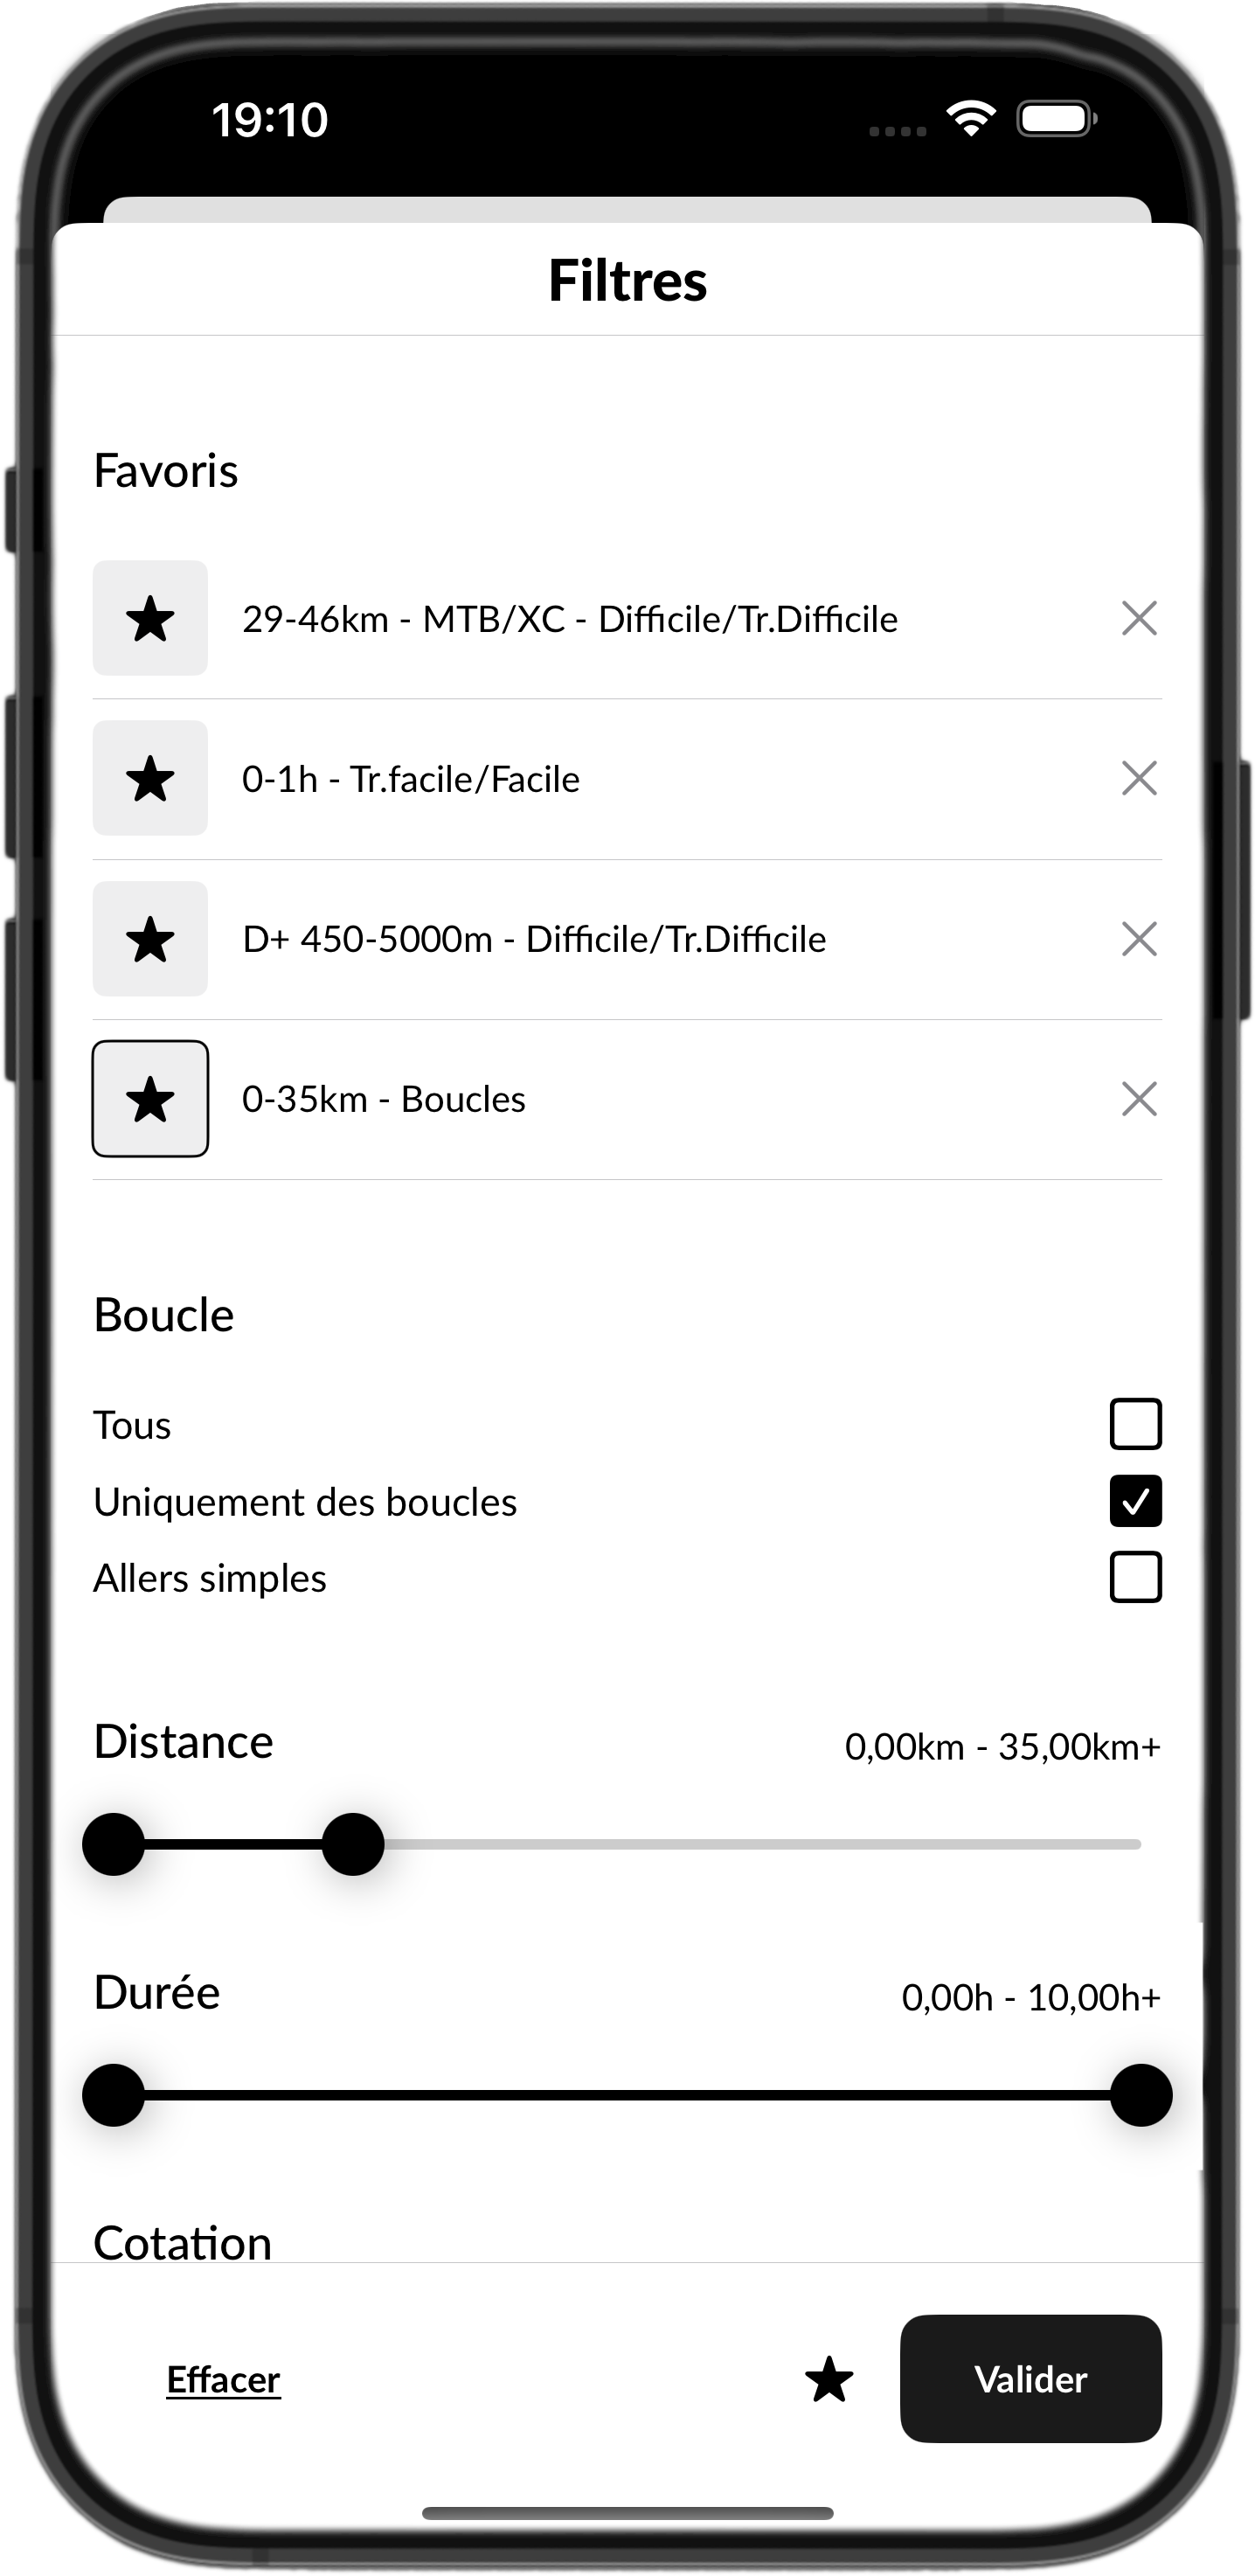 19:10
Filtres
Favoris
29-46km - MTB/XC - Difficile/Tr.Difficile
0-1h - Tr.facile/Facile
D+ 450-5000m - Difficile/Tr.Difficile
0-35km - Boucles
Boucle
Tous
Uniquement des boucles
Allers simples
Distance 0,00km - 35,00km+
Durée 0,00h - 10,00h+
Cotation
Effacer Valider